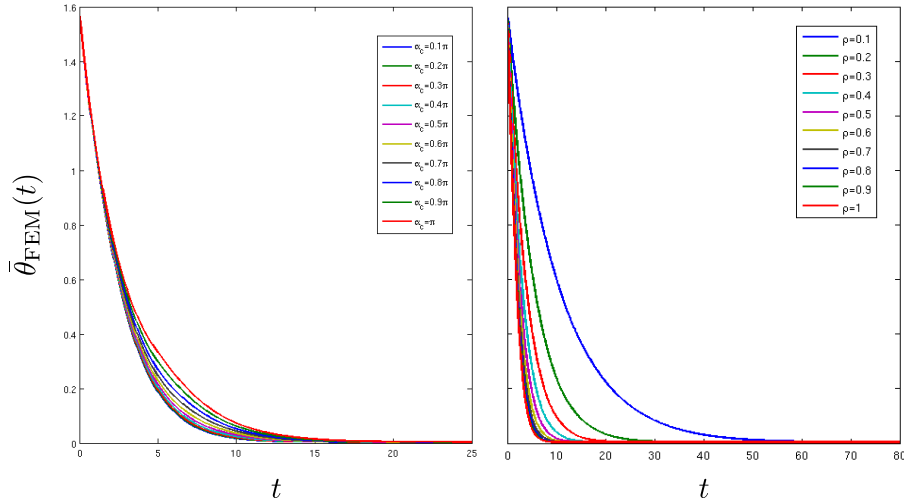 1.6
1.4
1.2
1
0.8
0.6
0.4
0.2
0
0 5 10 15 20 25
α_c=0.1π
α_c=0.2π
α_c=0.3π
α_c=0.4π
α_c=0.5π
α_c=0.6π
α_c=0.7π
α_c=0.8π
α_c=0.9π
α_c=π
θ̄_FEM(t)
t
ρ=0.1
ρ=0.2
ρ=0.3
ρ=0.4
ρ=0.5
ρ=0.6
ρ=0.7
ρ=0.8
ρ=0.9
ρ=1
0 10 20 30 40 50 60 70 80
t